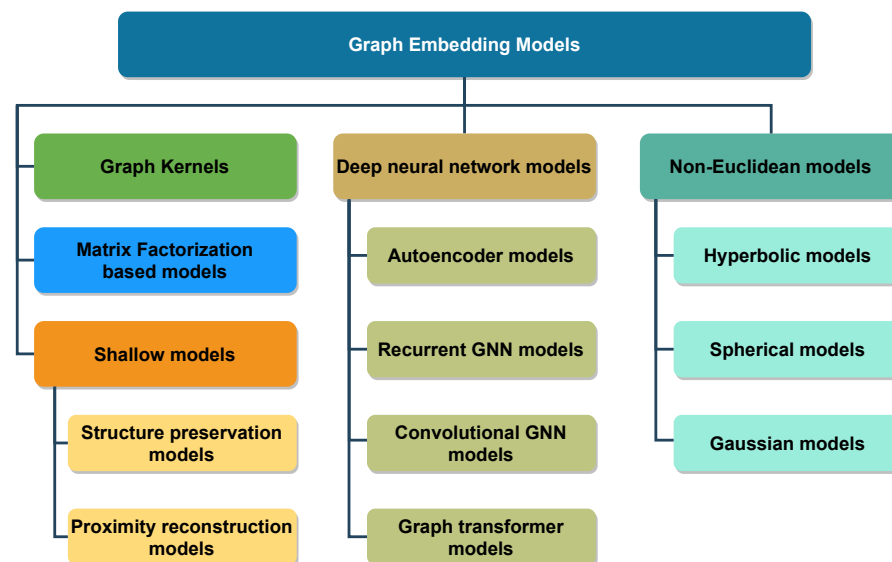 Graph Embedding Models
Graph Kernels
Matrix Factorization
based models
Shallow models
Structure preservation
models
Proximity reconstruction
models
Deep neural network models
Autoencoder models
Recurrent GNN models
Convolutional GNN
models
Graph transformer
models
Non-Euclidean models
Hyperbolic models
Spherical models
Gaussian models